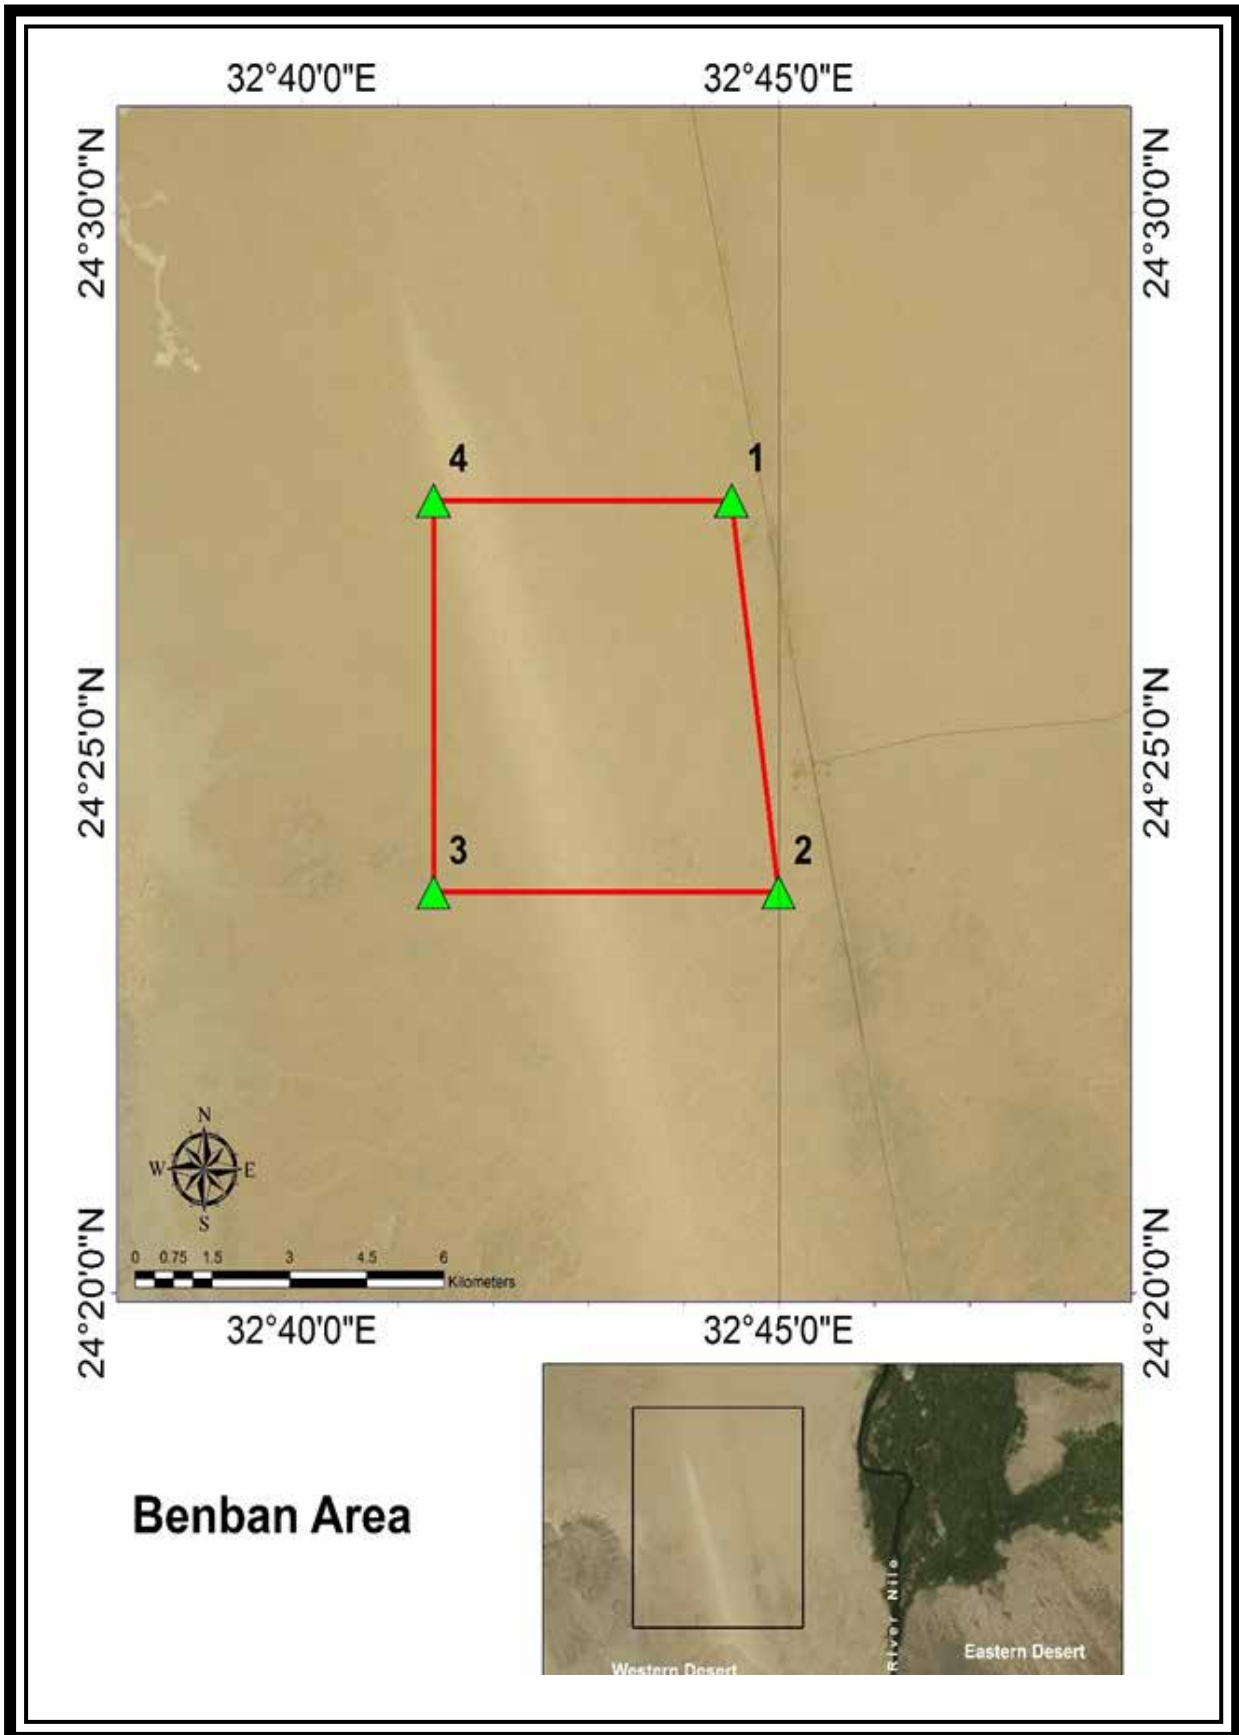 32°40'0"E 32°45'0"E
24°30'0"N 24°30'0"N
4 1
24°25'0"N 24°25'0"N
3 2
N
W E
S
0 0.75 1.5 3 4.5 6
Kilometers
24°20'0"N 24°20'0"N
32°40'0"E 32°45'0"E
Benban Area
River Nile
Eastern Desert
Western Desert